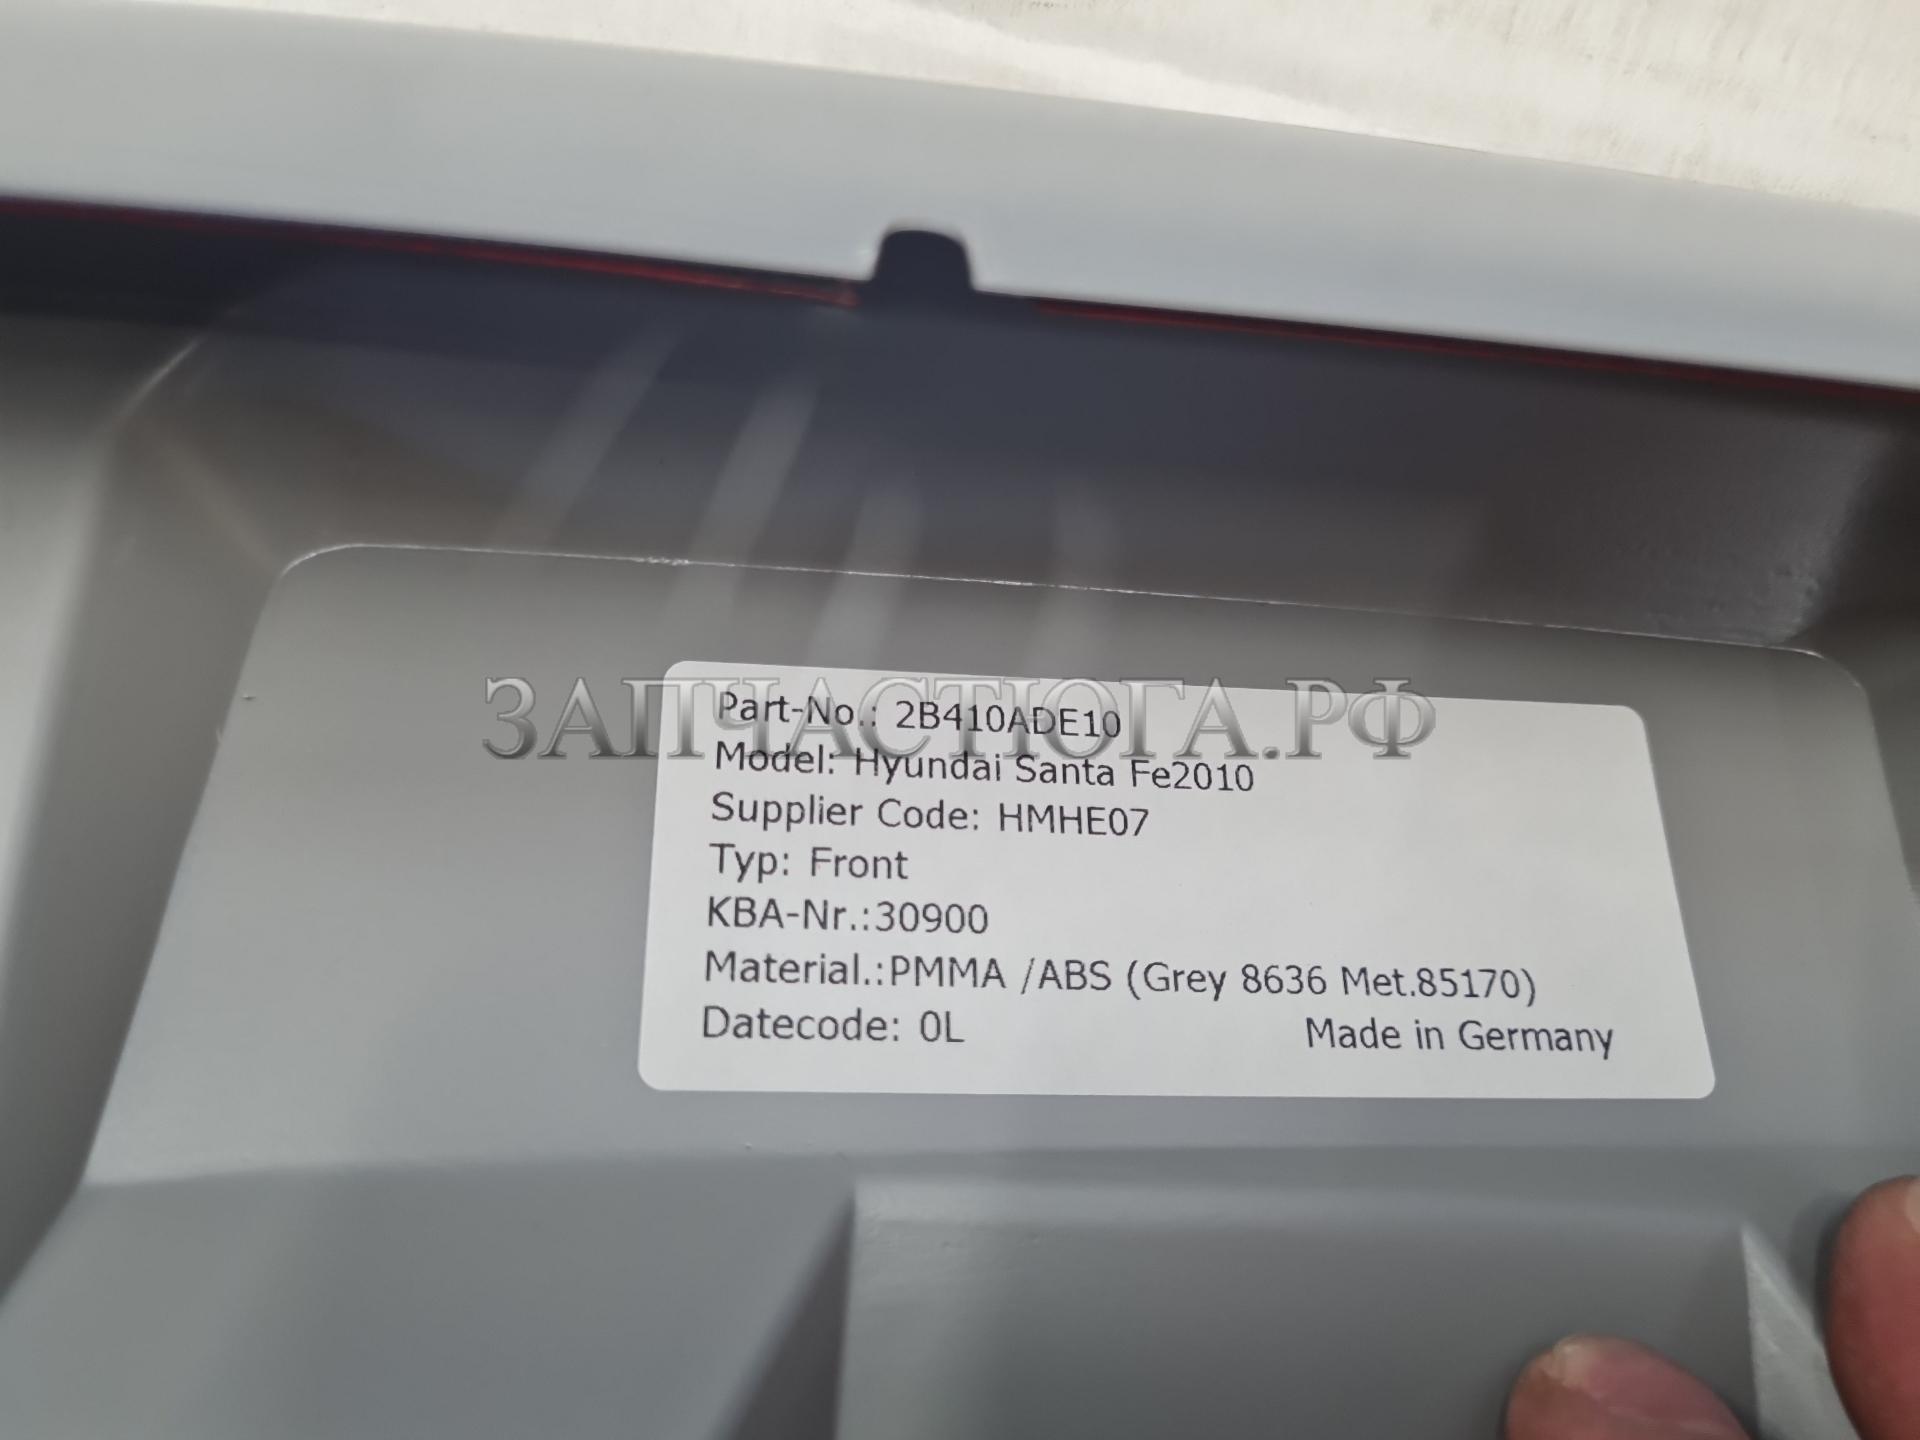 ЗАПЧАСТЮГА.РФ
Part-No.: 2B410ADE10
Model: Hyundai Santa Fe2010
Supplier Code: HMHE07
Typ: Front
KBA-Nr.:30900
Material.:PMMA /ABS (Grey 8636 Met.85170)
Datecode: 0L Made in Germany